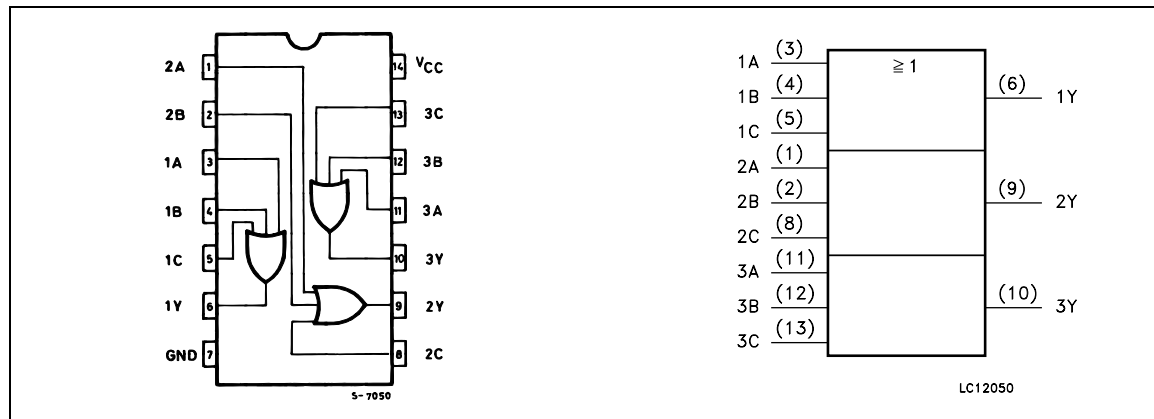 2A 1
2B 2
1A 3
1B 4
1C 5
1Y 6
GND 7
14 VCC
13 3C
12 3B
11 3A
10 3Y
9 2Y
8 2C
S-7050
≧ 1
1A (3)
1B (4)
1C (5)
2A (1)
2B (2)
2C (8)
3A (11)
3B (12)
3C (13)
(6) 1Y
(9) 2Y
(10) 3Y
LC12050